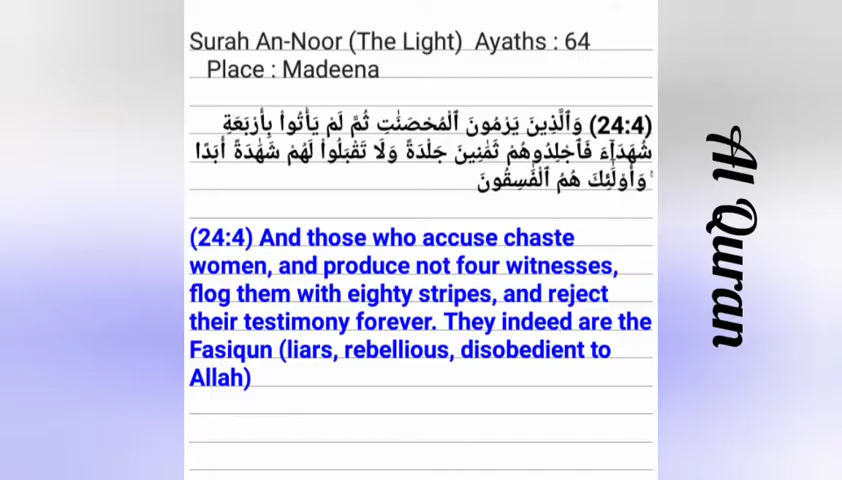 Surah An-Noor (The Light)  Ayaths : 64
Place : Madeena
(24:4) وَٱلَّذِينَ يَرْمُونَ ٱلْمُحْصَنَٰتِ ثُمَّ لَمْ يَأْتُوا۟ بِأَرْبَعَةِ
شُهَدَآءَ فَٱجْلِدُوهُمْ ثَمَٰنِينَ جَلْدَةً وَلَا تَقْبَلُوا۟ لَهُمْ شَهَٰدَةً أَبَدًا
ۚ وَأُو۟لَٰٓئِكَ هُمُ ٱلْفَٰسِقُونَ
(24:4) And those who accuse chaste
women, and produce not four witnesses,
flog them with eighty stripes, and reject
their testimony forever. They indeed are the
Fasiqun (liars, rebellious, disobedient to
Allah)
Al Quran